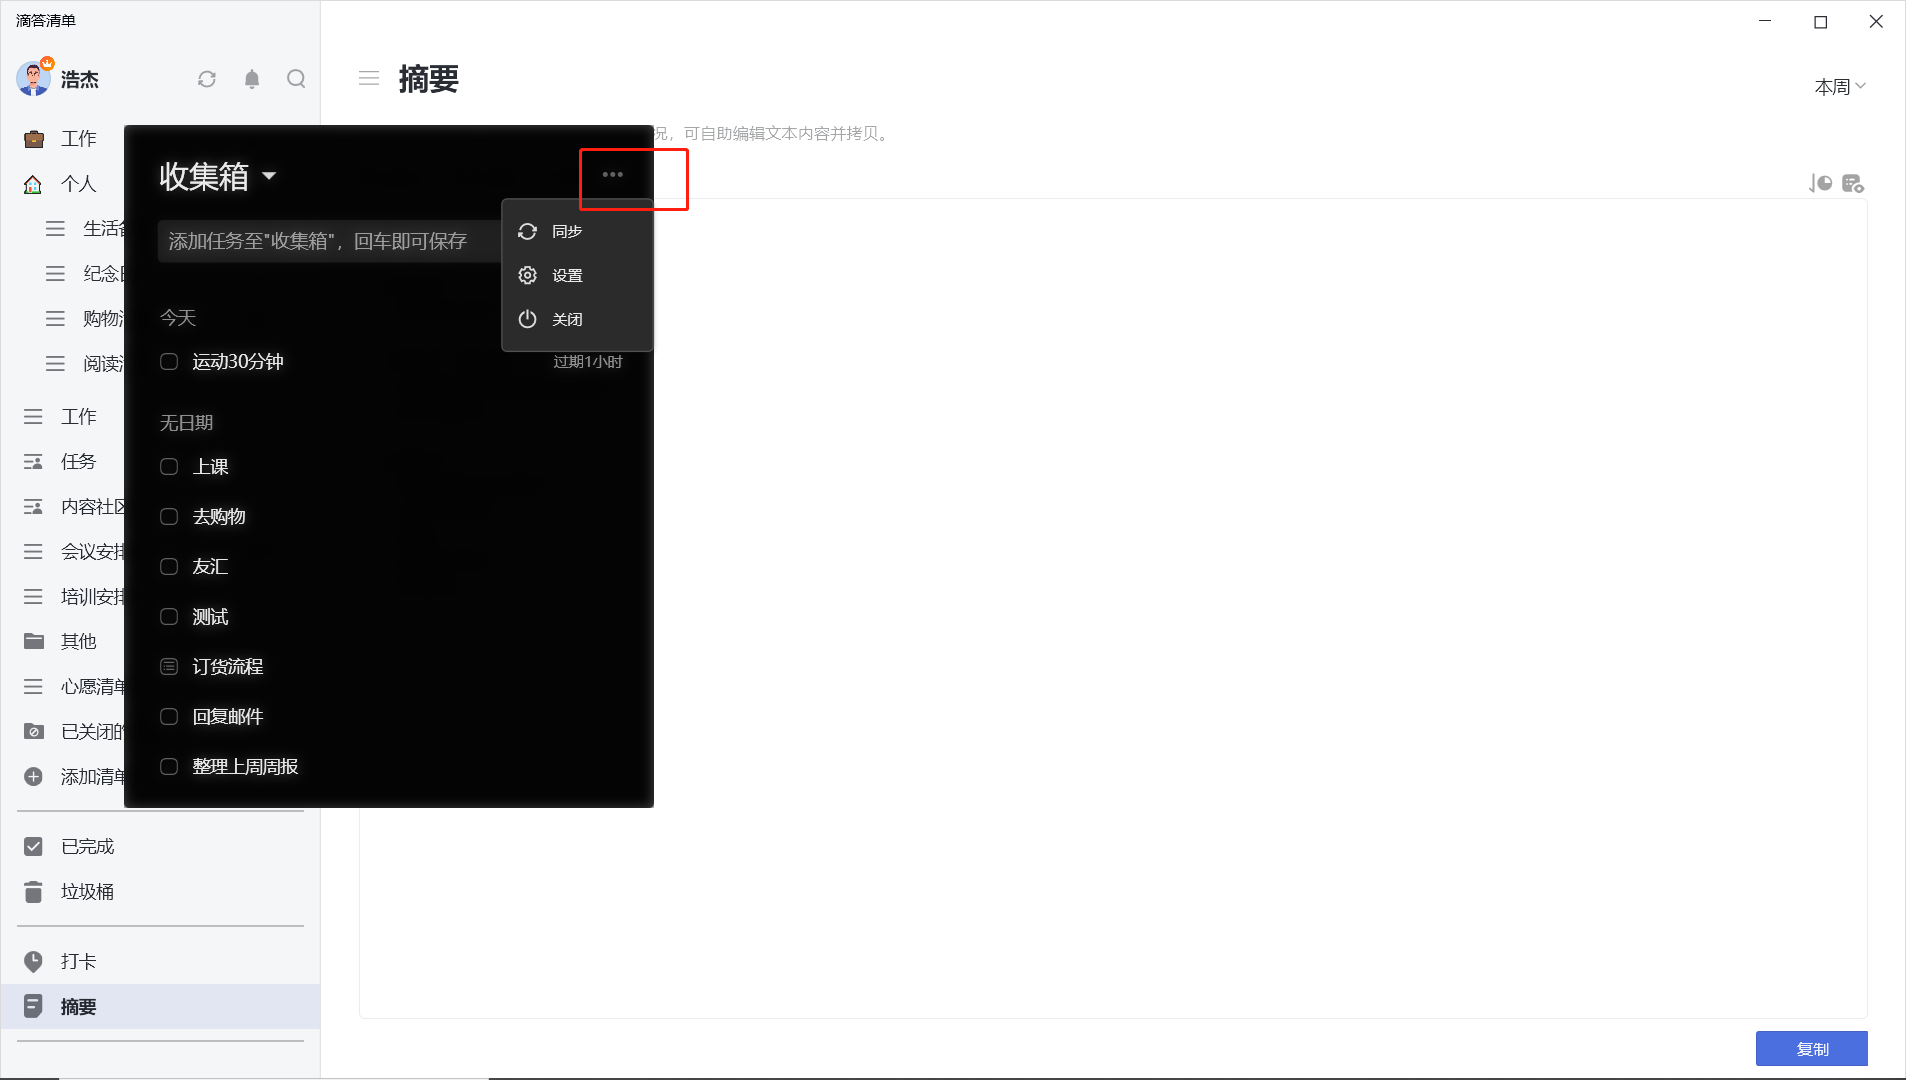 滴答清单
浩杰
摘要
本周
工作
况，可自助编辑文本内容并拷贝。
个人
生活
纪念
购物
阅读
工作
任务
内容社区
会议安排
培训安排
其他
心愿清单
已关闭的
添加清单
已完成
垃圾桶
打卡
摘要
收集箱
添加任务至"收集箱"，回车即可保存
同步
设置
关闭
今天
运动30分钟
过期1小时
无日期
上课
去购物
友汇
测试
订货流程
回复邮件
整理上周周报
复制